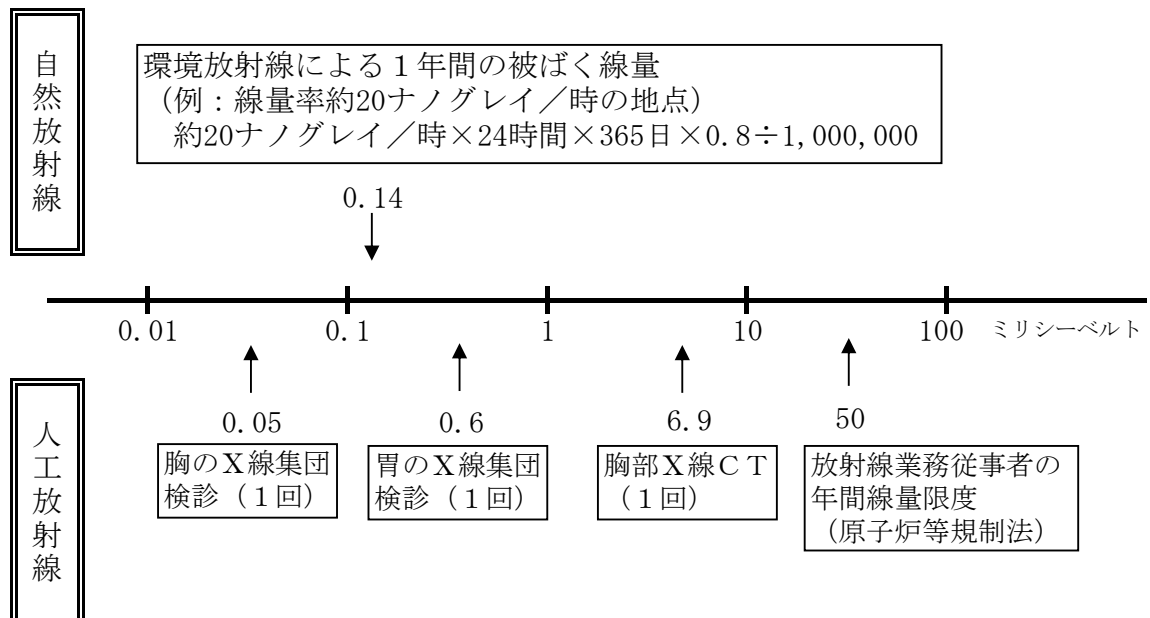 自然放射線
環境放射線による１年間の被ばく線量
（例：線量率約20ナノグレイ／時の地点）
約20ナノグレイ／時×24時間×365日×0.8÷1,000,000
0.14
0.01 0.1 1 10 100 ミリシーベルト
0.05 0.6 6.9 50
人工放射線
胸のＸ線集団
検診（１回）
胃のＸ線集団
検診（１回）
胸部Ｘ線ＣＴ
（１回）
放射線業務従事者の
年間線量限度
（原子炉等規制法）